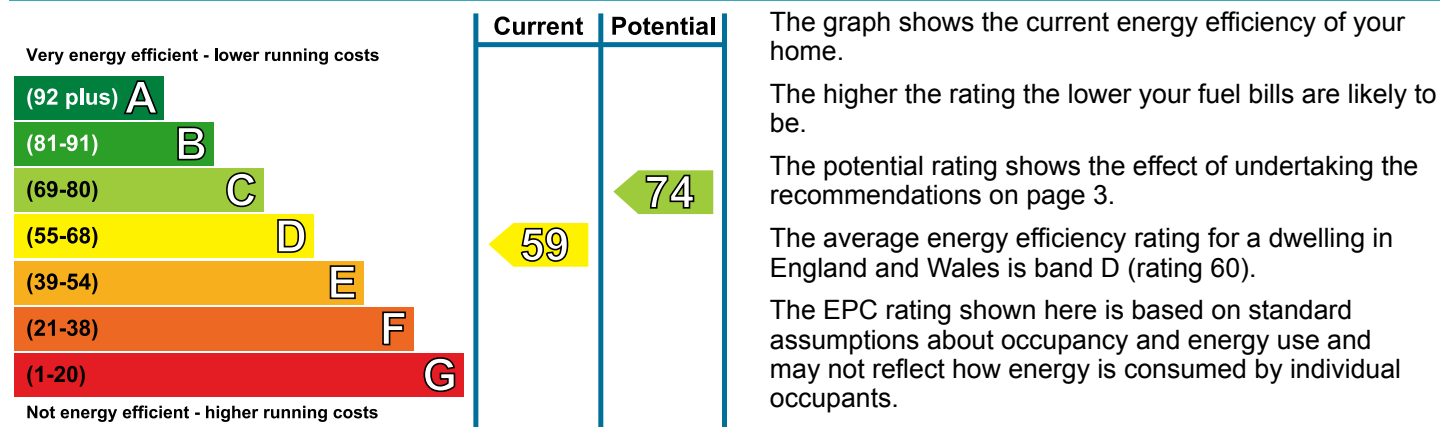 Current Potential
Very energy efficient - lower running costs
(92 plus) A
(81-91) B
(69-80) C
74
(55-68) D
59
(39-54) E
(21-38) F
(1-20) G
Not energy efficient - higher running costs
The graph shows the current energy efficiency of your
home.
The higher the rating the lower your fuel bills are likely to
be.
The potential rating shows the effect of undertaking the
recommendations on page 3.
The average energy efficiency rating for a dwelling in
England and Wales is band D (rating 60).
The EPC rating shown here is based on standard
assumptions about occupancy and energy use and
may not reflect how energy is consumed by individual
occupants.